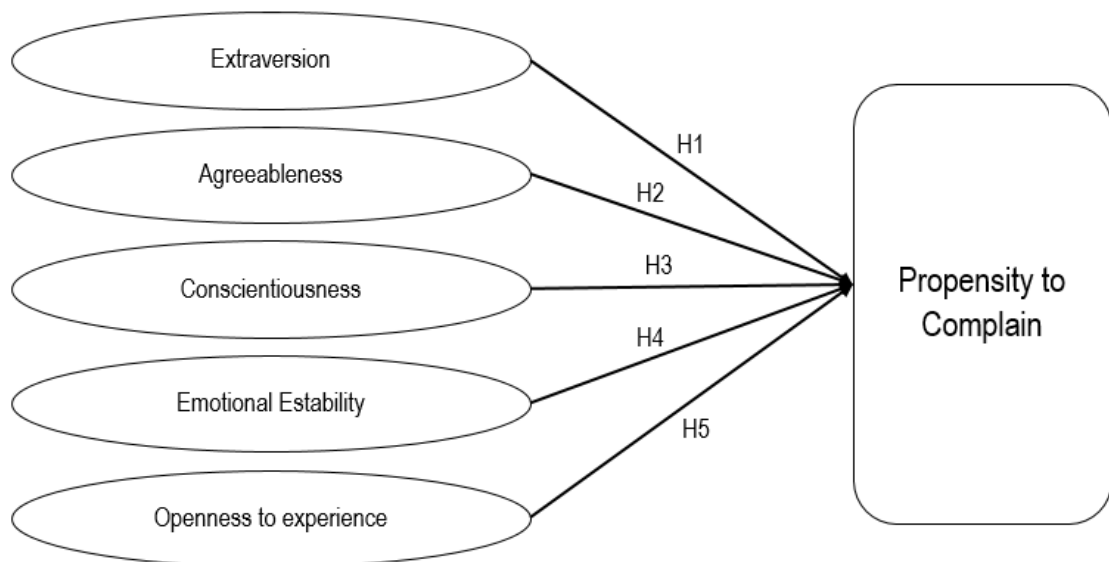 Extraversion
H1
Agreeableness
H2
Conscientiousness
H3
Propensity to
Complain
Emotional Estability
H4
Openness to experience
H5